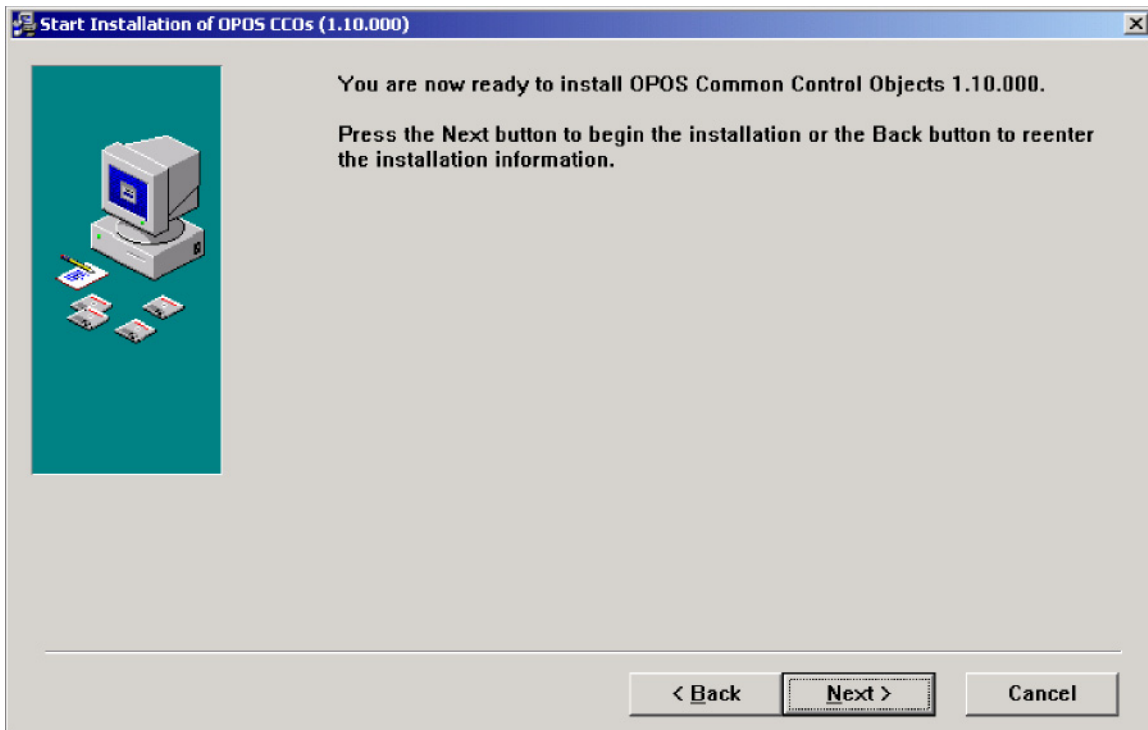 Start Installation of OPOS CCOs (1.10.000)
You are now ready to install OPOS Common Control Objects 1.10.000.
Press the Next button to begin the installation or the Back button to reenter
the installation information.
< Back
Next >
Cancel